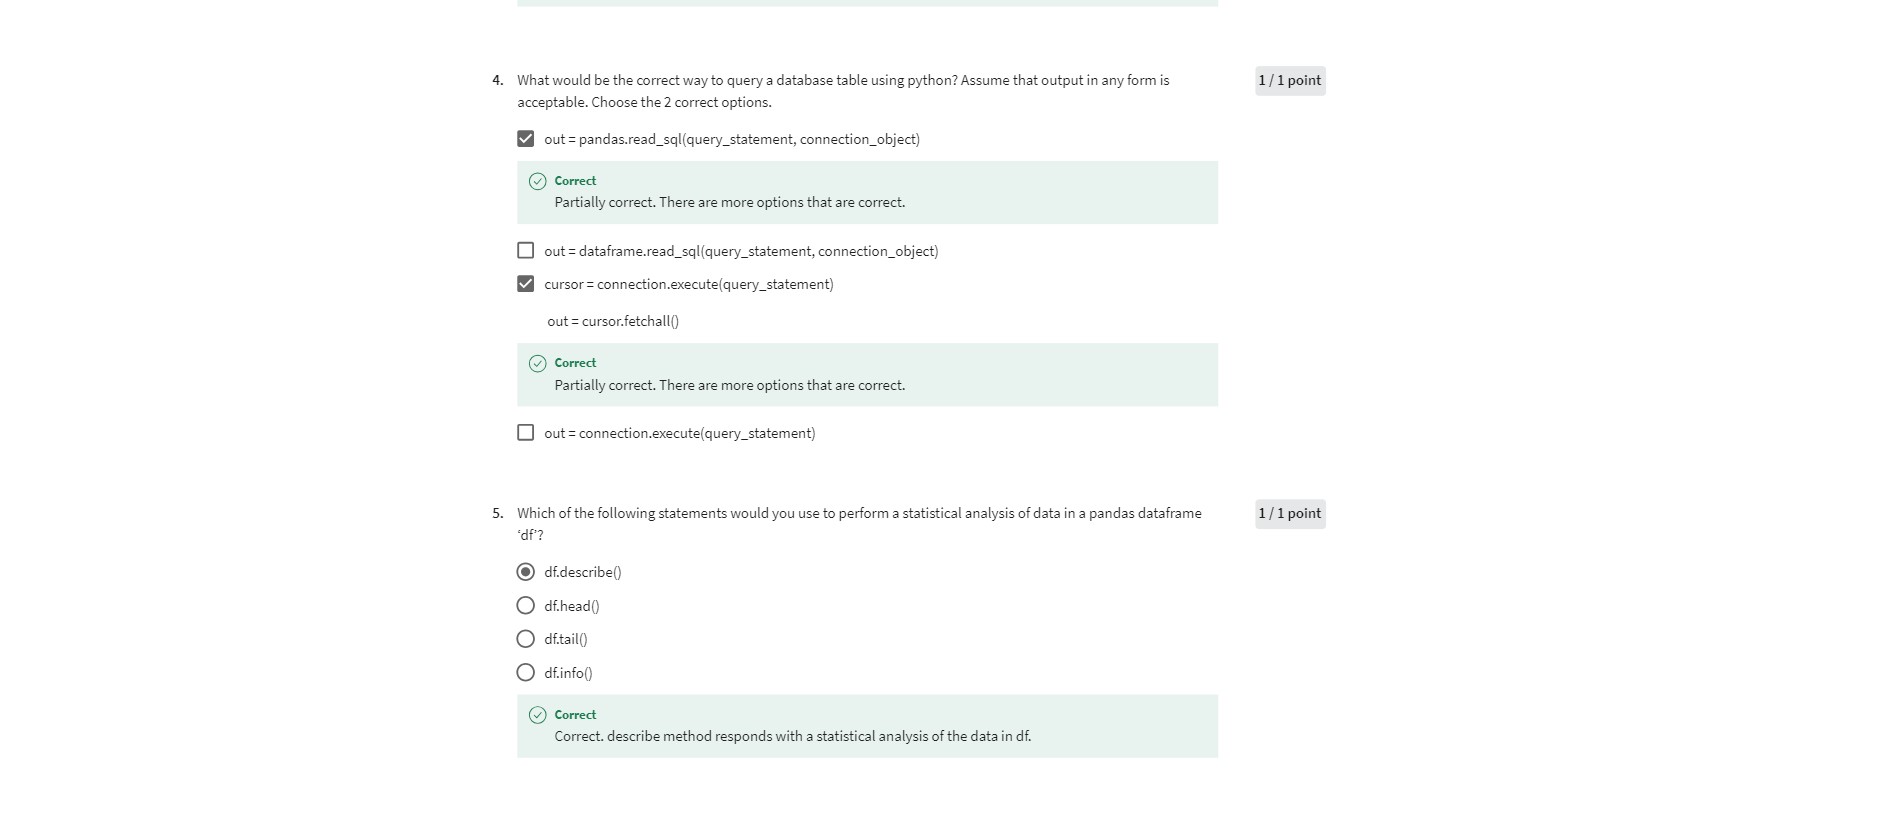 4. What would be the correct way to query a database table using python? Assume that output in any form is
1 / 1 point
acceptable. Choose the 2 correct options.
out = pandas.read_sql(query_statement, connection_object)
Correct
Partially correct. There are more options that are correct.
out = dataframe.read_sql(query_statement, connection_object)
cursor = connection.execute(query_statement)
out = cursor.fetchall()
Correct
Partially correct. There are more options that are correct.
out = connection.execute(query_statement)
5. Which of the following statements would you use to perform a statistical analysis of data in a pandas dataframe
1 / 1 point
‘df’?
df.describe()
df.head()
df.tail()
df.info()
Correct
Correct. describe method responds with a statistical analysis of the data in df.